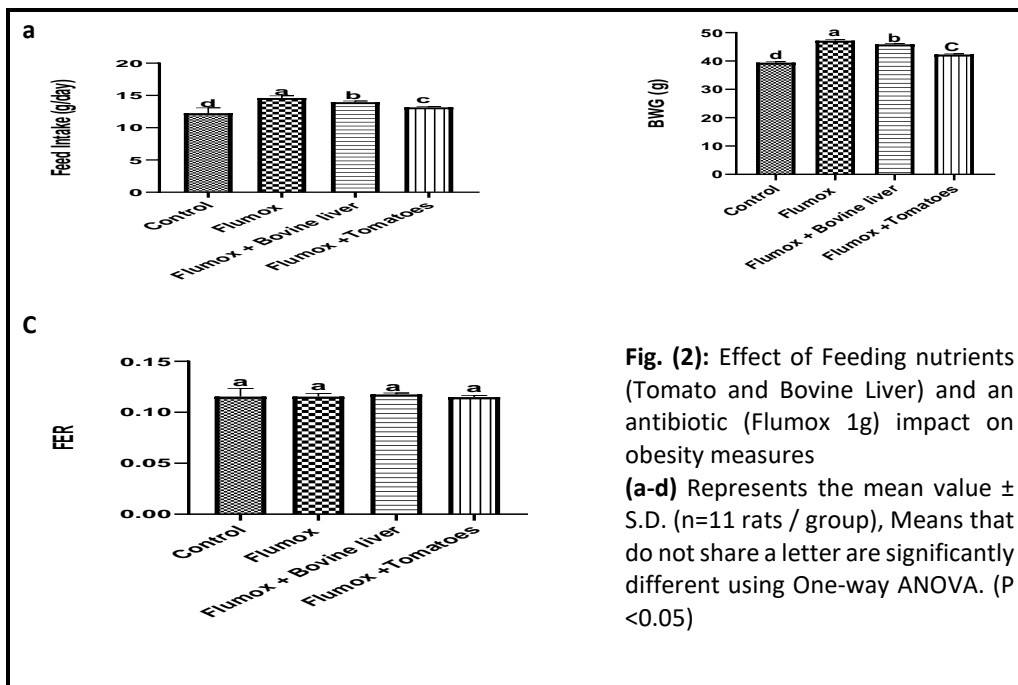 a
Feed Intake (g/day)
20
15
10
5
0
d
a
b
c
Control
Flumox
Flumox + Bovine liver
Flumox +Tomatoes
BWG (g)
50
40
30
20
10
0
d
a
b
C
Control
Flumox
Flumox + Bovine liver
Flumox +Tomatoes
C
FER
0.15
0.10
0.05
0.00
a
a
a
a
Control
Flumox
Flumox + Bovine liver
Flumox +Tomatoes
Fig. (2): Effect of Feeding nutrients
(Tomato and Bovine Liver) and an
antibiotic (Flumox 1g) impact on
obesity measures
(a-d) Represents the mean value ±
S.D. (n=11 rats / group), Means that
do not share a letter are significantly
different using One-way ANOVA. (P
<0.05)